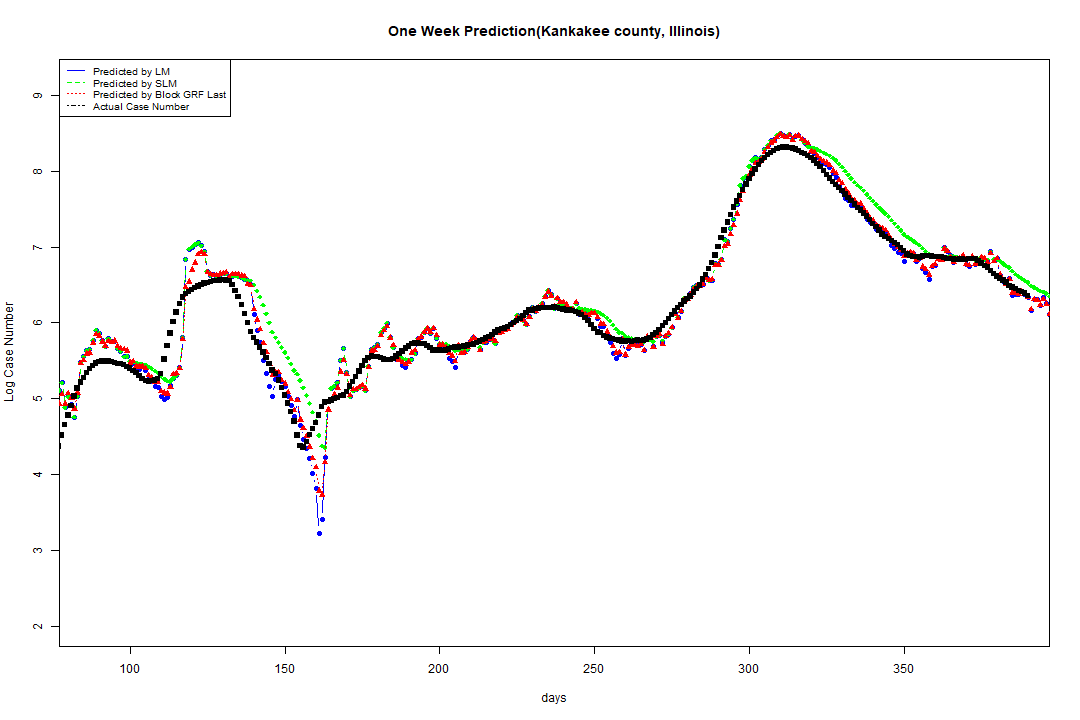 One Week Prediction(Kankakee county, Illinois)
Predicted by LM
Predicted by SLM
Predicted by Block GRF Last
Actual Case Number
9
8
7
6
5
4
3
2
Log Case Number
100 150 200 250 300 350
days